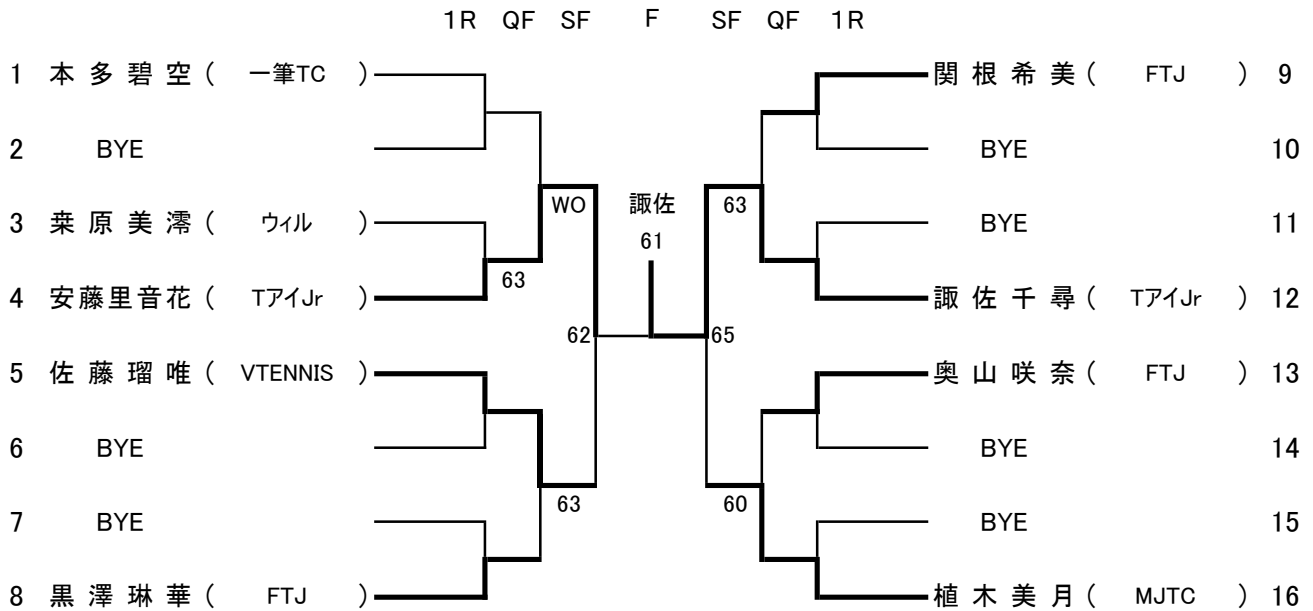 1R QF SF F SF QF 1R
1 本多碧空 ( 一筆TC ) 関根希美 ( FTJ ) 9
2 BYE BYE 10
WO 諏佐 63
3 桒原美澪 ( ウィル ) BYE 11
61
63
4 安藤里音花 ( TアイJr ) 諏佐千尋 ( TアイJr ) 12
62 65
5 佐藤瑠唯 ( VTENNIS ) 奥山咲奈 ( FTJ ) 13
6 BYE BYE 14
63 60
7 BYE BYE 15
8 黒澤琳華 ( FTJ ) 植木美月 ( MJTC ) 16